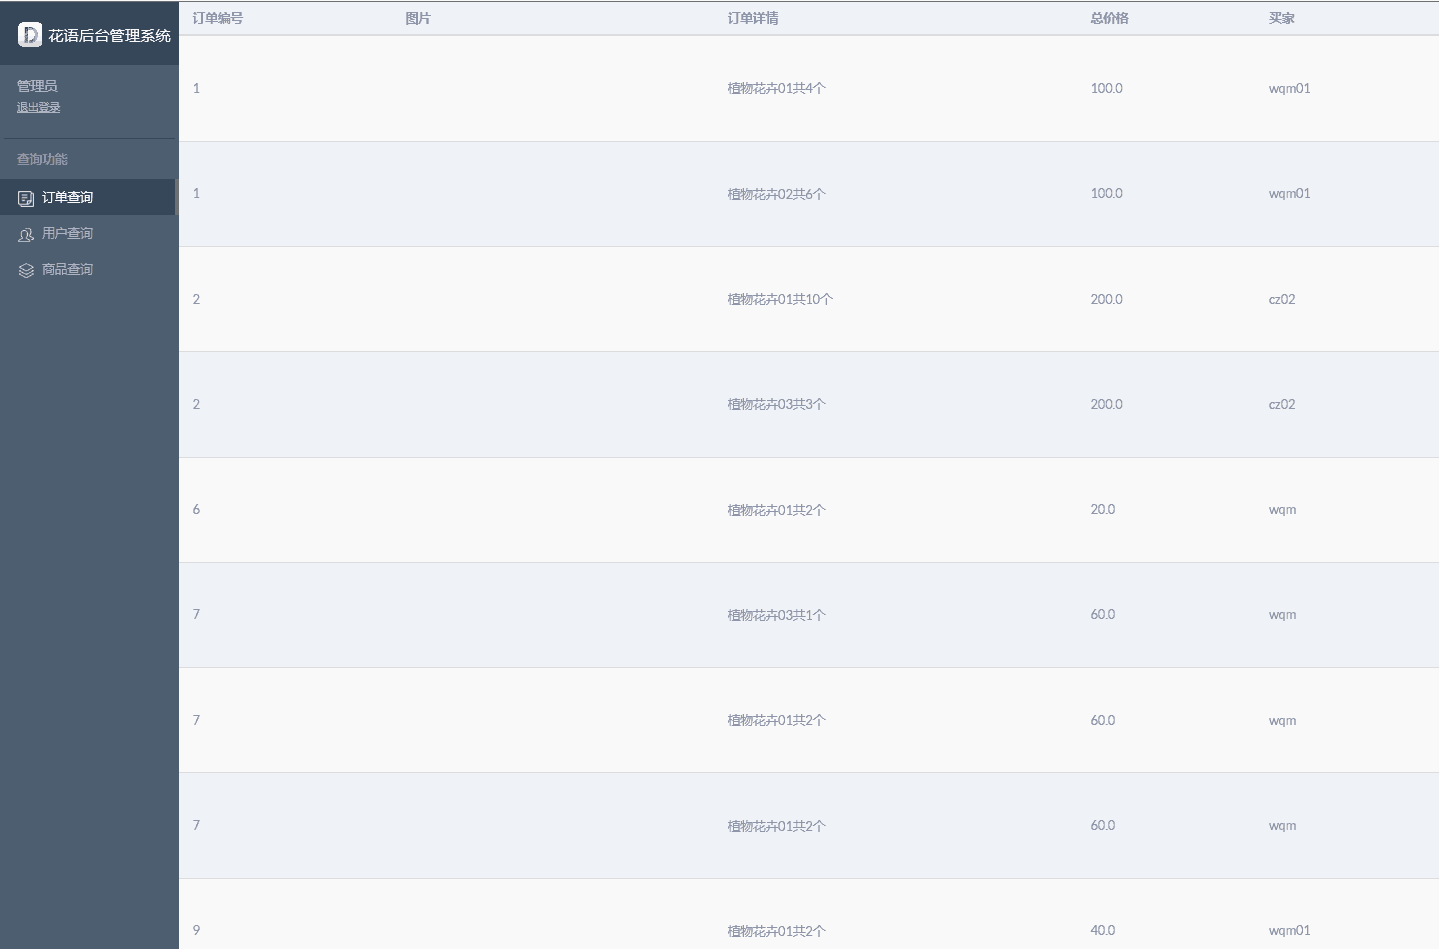 花语后台管理系统
管理员
退出登录
查询功能
订单查询
用户查询
商品查询
订单编号 图片 订单详情 总价格 买家
1 植物花卉01共4个 100.0 wqm01
1 植物花卉02共6个 100.0 wqm01
2 植物花卉01共10个 200.0 cz02
2 植物花卉03共3个 200.0 cz02
6 植物花卉01共2个 20.0 wqm
7 植物花卉03共1个 60.0 wqm
7 植物花卉01共2个 60.0 wqm
7 植物花卉01共2个 60.0 wqm
9 植物花卉01共2个 40.0 wqm01